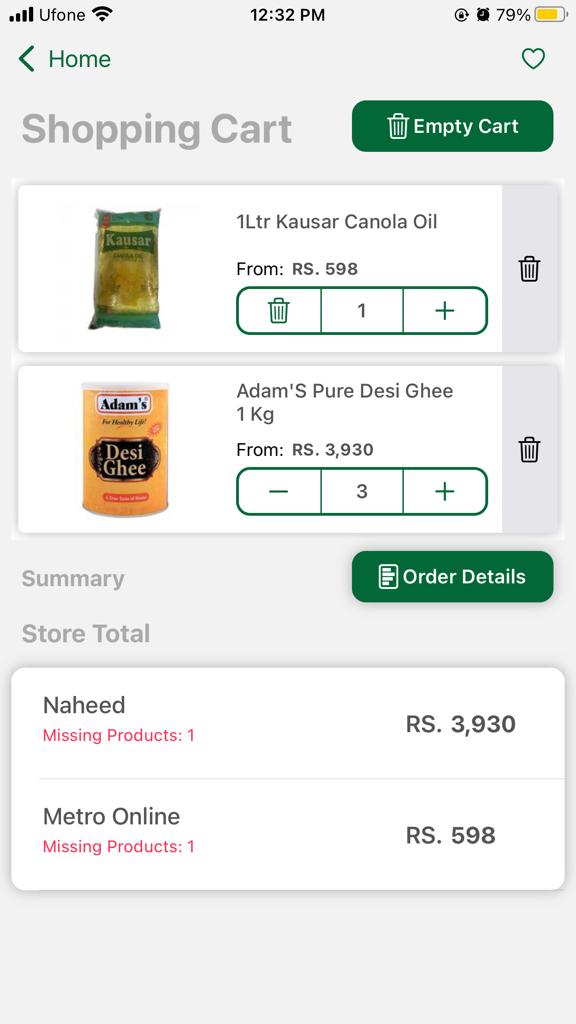 Ufone 12:32 PM 79%
Home
Shopping Cart
Empty Cart
Kausar
CANOLA OIL
1Ltr Kausar Canola Oil
From: RS. 598
1 +
Adam's
For Healthy Life!
Desi
Ghee
Adam'S Pure Desi Ghee
1 Kg
From: RS. 3,930
− 3 +
Summary
Order Details
Store Total
Naheed
Missing Products: 1
RS. 3,930
Metro Online
Missing Products: 1
RS. 598